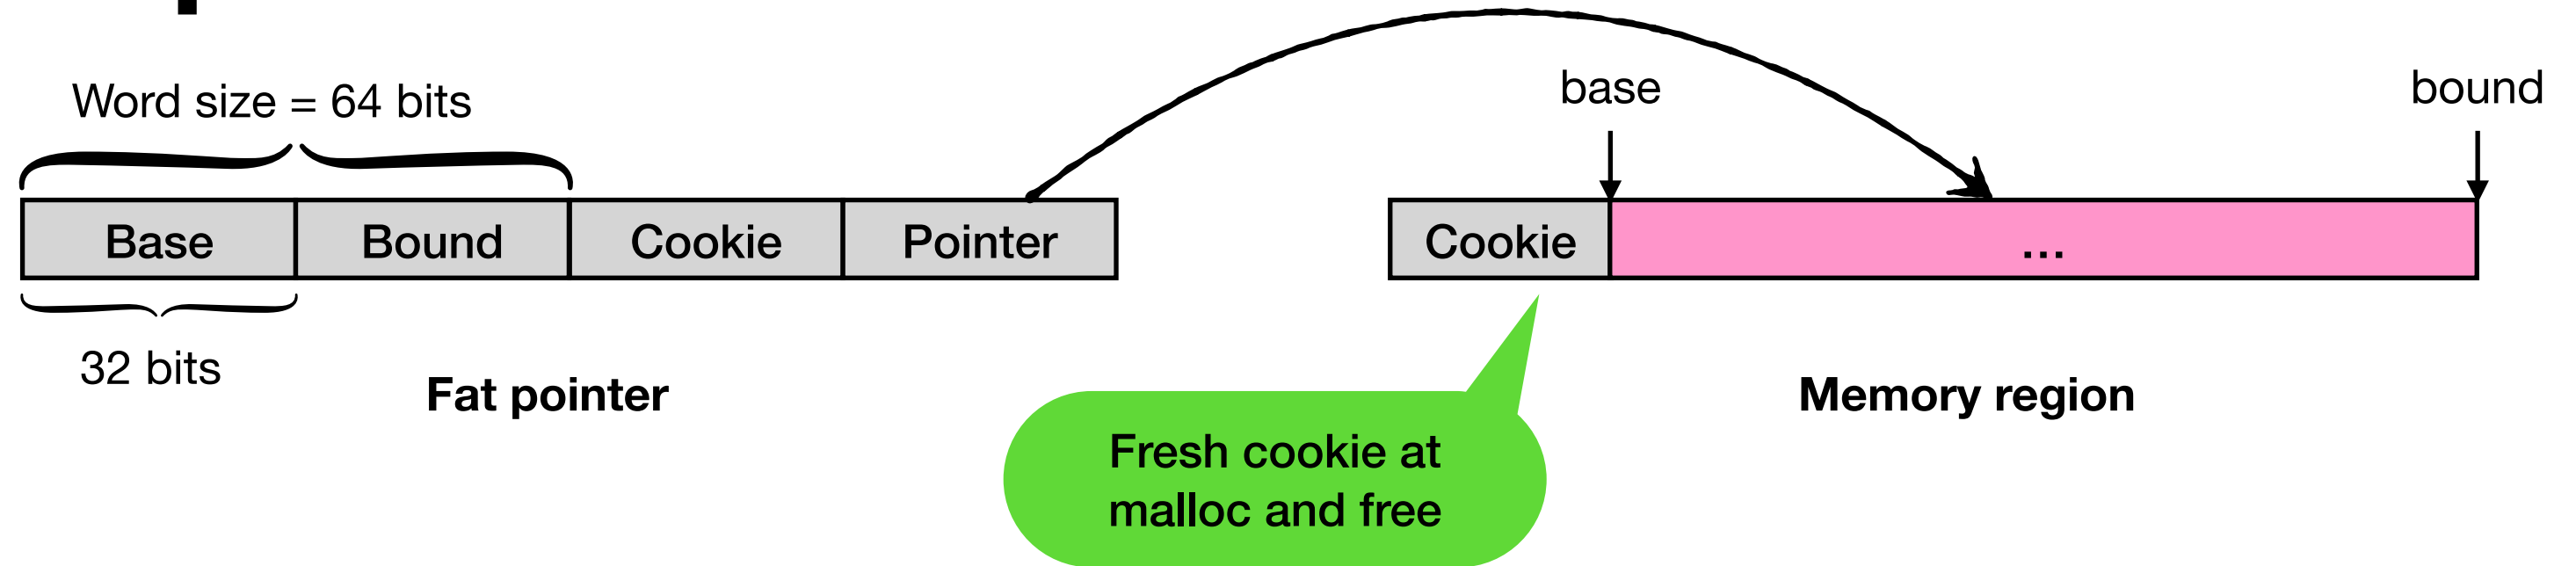 Word size = 64 bits
base
bound
Base
Bound
Cookie
Pointer
Cookie
...
32 bits
Fat pointer
Memory region
Fresh cookie at
malloc and free